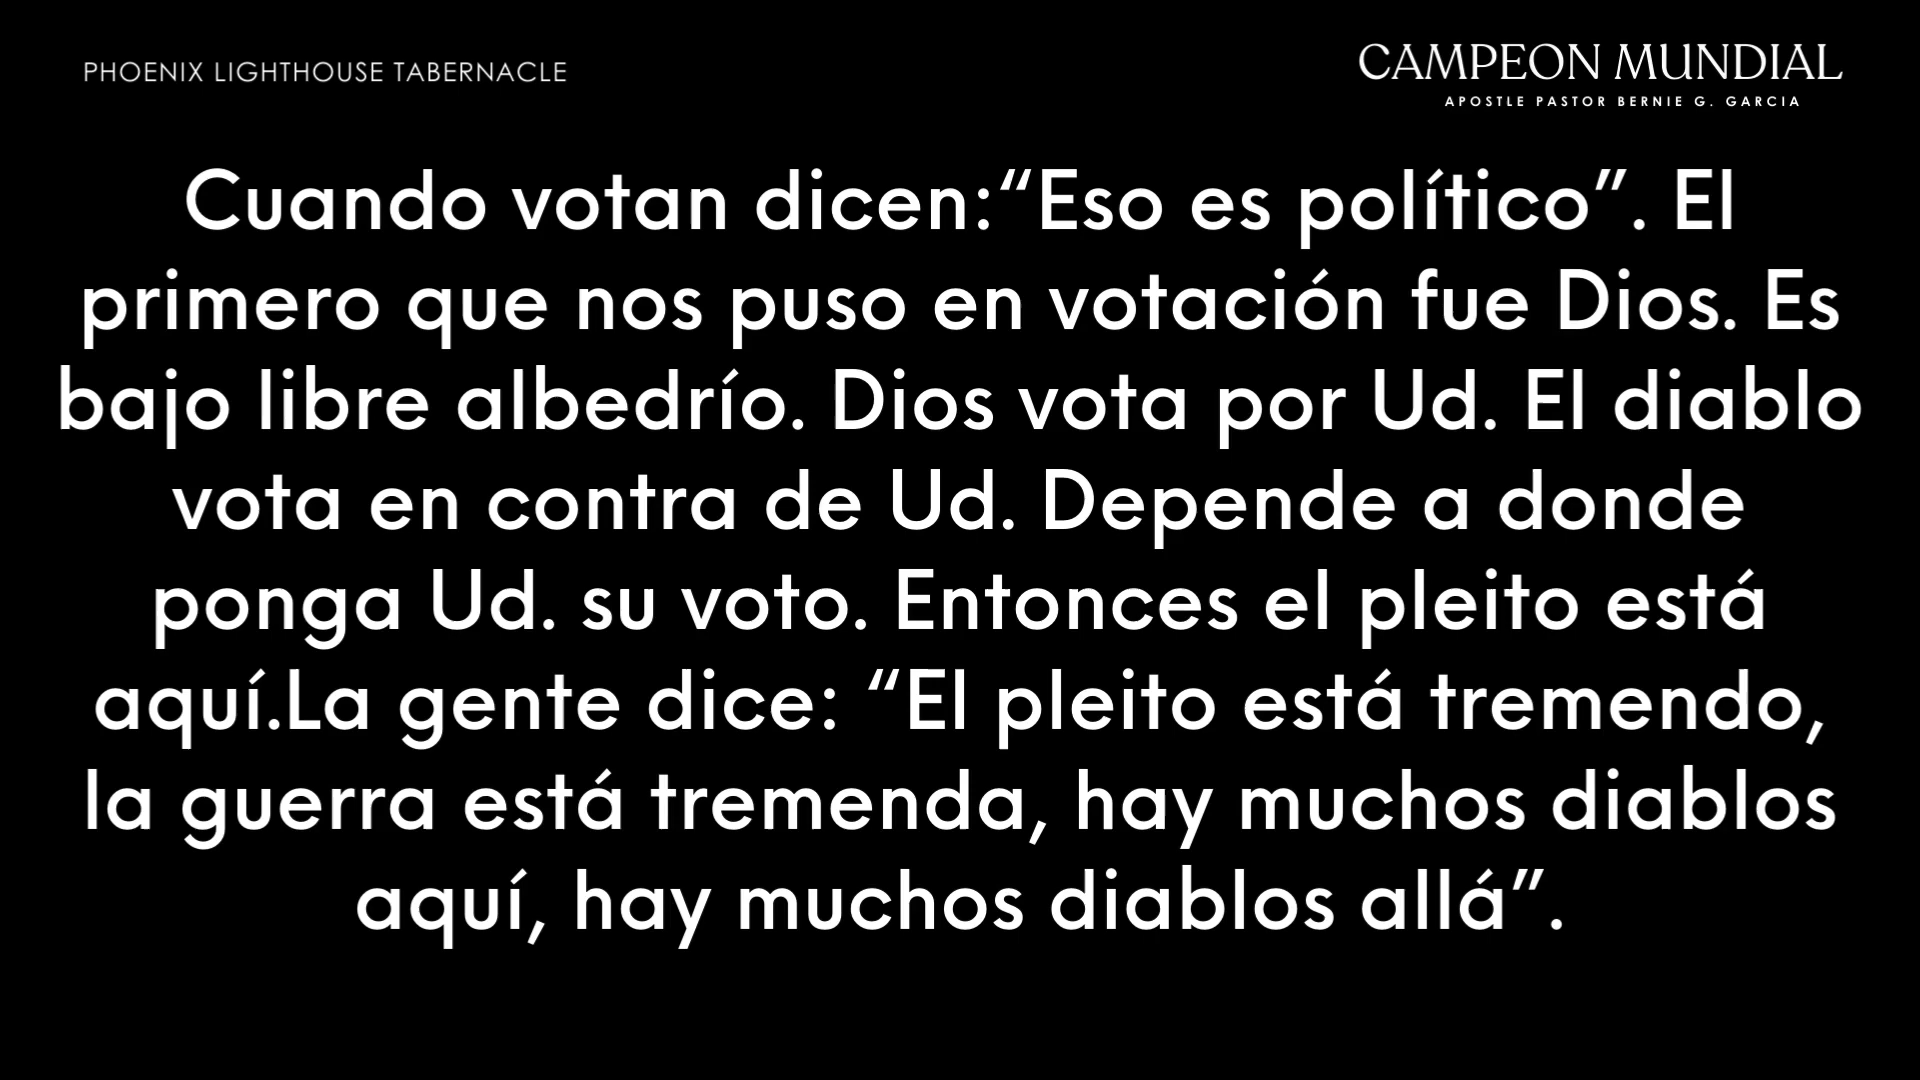 PHOENIX LIGHTHOUSE TABERNACLE
CAMPEON MUNDIAL
APOSTLE PASTOR BERNIE G. GARCIA
Cuando votan dicen:“Eso es político”. El
primero que nos puso en votación fue Dios. Es
bajo libre albedrío. Dios vota por Ud. El diablo
vota en contra de Ud. Depende a donde
ponga Ud. su voto. Entonces el pleito está
aquí.La gente dice: “El pleito está tremendo,
la guerra está tremenda, hay muchos diablos
aquí, hay muchos diablos allá”.